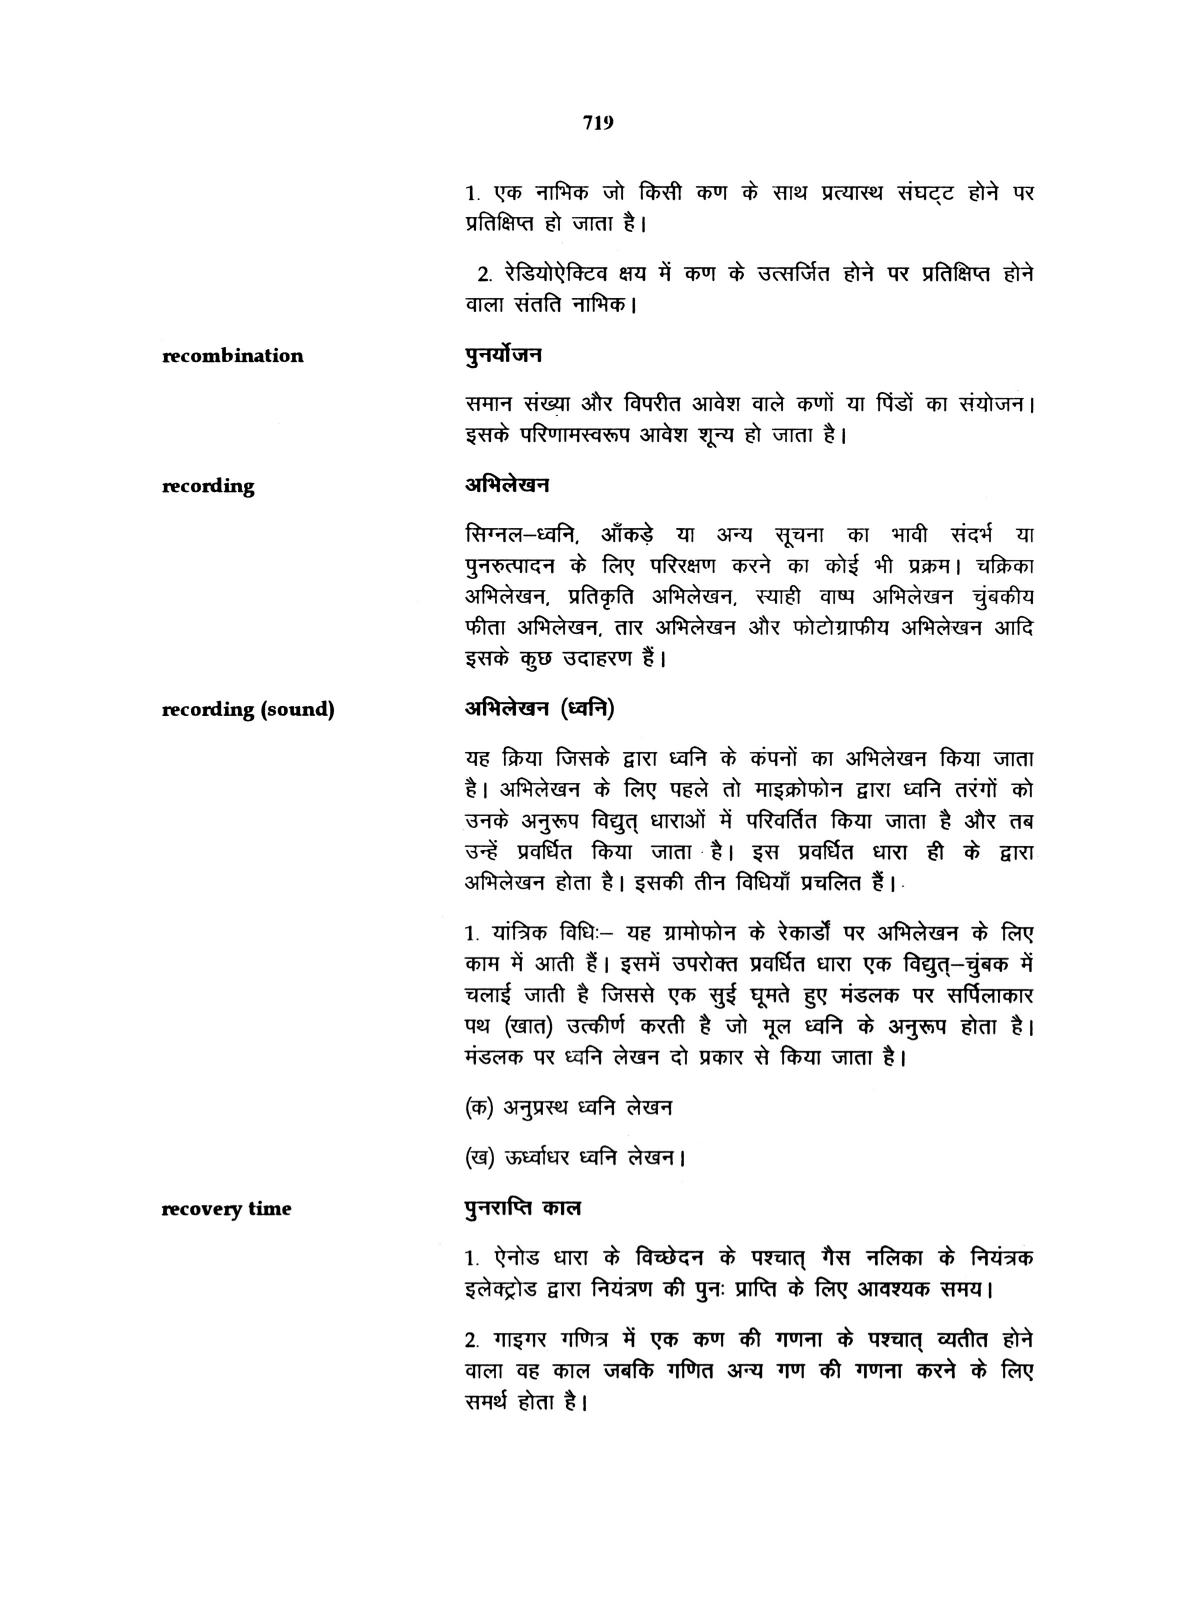 719
1. एक नाभिक जो किसी कण के साथ प्रत्यास्थ संघट्ट होने पर
प्रतिक्षिप्त हो जाता है।
2. रेडियोऐक्टिव क्षय में कण के उत्सर्जित होने पर प्रतिक्षिप्त होने
वाला संतति नाभिक।
recombination पुनर्योजन
समान संख्या और विपरीत आवेश वाले कणों या पिंडों का संयोजन।
इसके परिणामस्वरूप आवेश शून्य हो जाता है।
recording अभिलेखन
सिग्नल–ध्वनि, आँकड़े या अन्य सूचना का भावी संदर्भ या
पुनरुत्पादन के लिए परिरक्षण करने का कोई भी प्रक्रम। चक्रिका
अभिलेखन, प्रतिकृति अभिलेखन, स्याही वाष्प अभिलेखन चुंबकीय
फीता अभिलेखन, तार अभिलेखन और फोटोग्राफीय अभिलेखन आदि
इसके कुछ उदाहरण हैं।
recording (sound) अभिलेखन (ध्वनि)
यह क्रिया जिसके द्वारा ध्वनि के कंपनों का अभिलेखन किया जाता
है। अभिलेखन के लिए पहले तो माइक्रोफोन द्वारा ध्वनि तरंगों को
उनके अनुरूप विद्युत् धाराओं में परिवर्तित किया जाता है और तब
उन्हें प्रवर्धित किया जाता है। इस प्रवर्धित धारा ही के द्वारा
अभिलेखन होता है। इसकी तीन विधियाँ प्रचलित हैं।
1. यांत्रिक विधिः– यह ग्रामोफोन के रेकार्डों पर अभिलेखन के लिए
काम में आती हैं। इसमें उपरोक्त प्रवर्धित धारा एक विद्युत्–चुंबक में
चलाई जाती है जिससे एक सुई घूमते हुए मंडलक पर सर्पिलाकार
पथ (खात) उत्कीर्ण करती है जो मूल ध्वनि के अनुरूप होता है।
मंडलक पर ध्वनि लेखन दो प्रकार से किया जाता है।
(क) अनुप्रस्थ ध्वनि लेखन
(ख) ऊर्ध्वाधर ध्वनि लेखन।
recovery time पुनराप्ति काल
1. ऐनोड धारा के विच्छेदन के पश्चात् गैस नलिका के नियंत्रक
इलेक्ट्रोड द्वारा नियंत्रण की पुनः प्राप्ति के लिए आवश्यक समय।
2. गाइगर गणित्र में एक कण की गणना के पश्चात् व्यतीत होने
वाला वह काल जबकि गणित अन्य गण की गणना करने के लिए
समर्थ होता है।